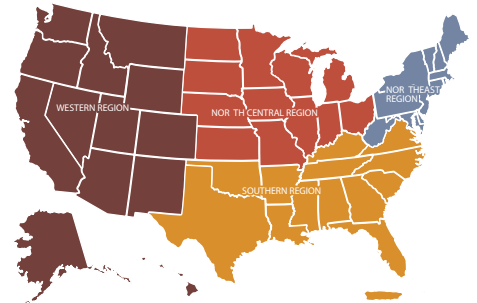 NOR THEAST
REGION
WESTERN REGION
NOR TH CENTRAL REGION
SOUTHERN REGION